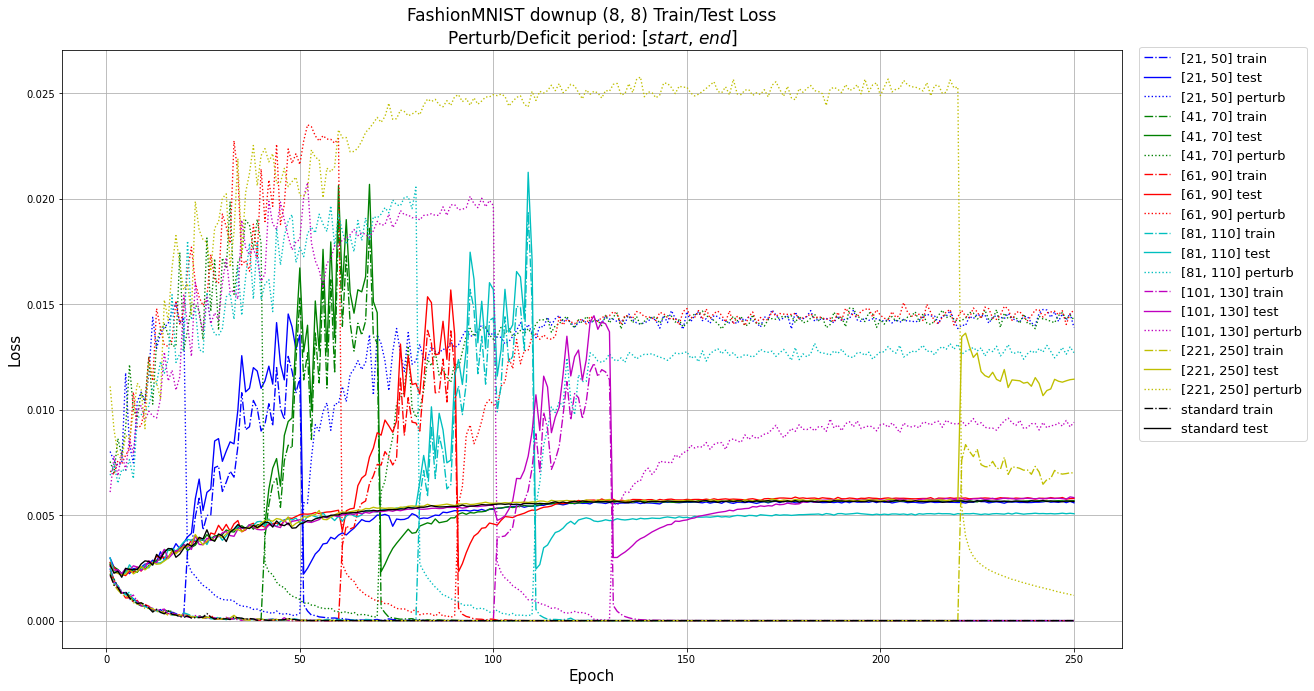 FashionMNIST downup (8, 8) Train/Test Loss
Perturb/Deficit period: [start, end]
Loss
0.025
0.020
0.015
0.010
0.005
0.000
0
50
100
150
200
250
Epoch
[21, 50] train
[21, 50] test
[21, 50] perturb
[41, 70] train
[41, 70] test
[41, 70] perturb
[61, 90] train
[61, 90] test
[61, 90] perturb
[81, 110] train
[81, 110] test
[81, 110] perturb
[101, 130] train
[101, 130] test
[101, 130] perturb
[221, 250] train
[221, 250] test
[221, 250] perturb
standard train
standard test